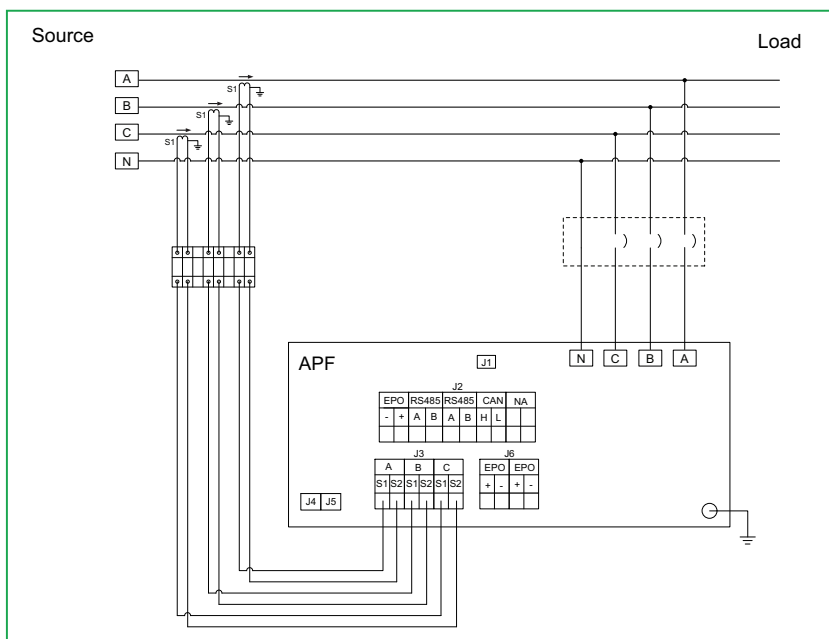 Source
Load
A
S1
B
S1
C
S1
N
APF
J1
N C B A
J2
EPO RS485 RS485 CAN NA
- + A B A B H L
J3 J6
A B C EPO EPO
S1 S2 S1 S2 S1 S2 + - + -
J4 J5